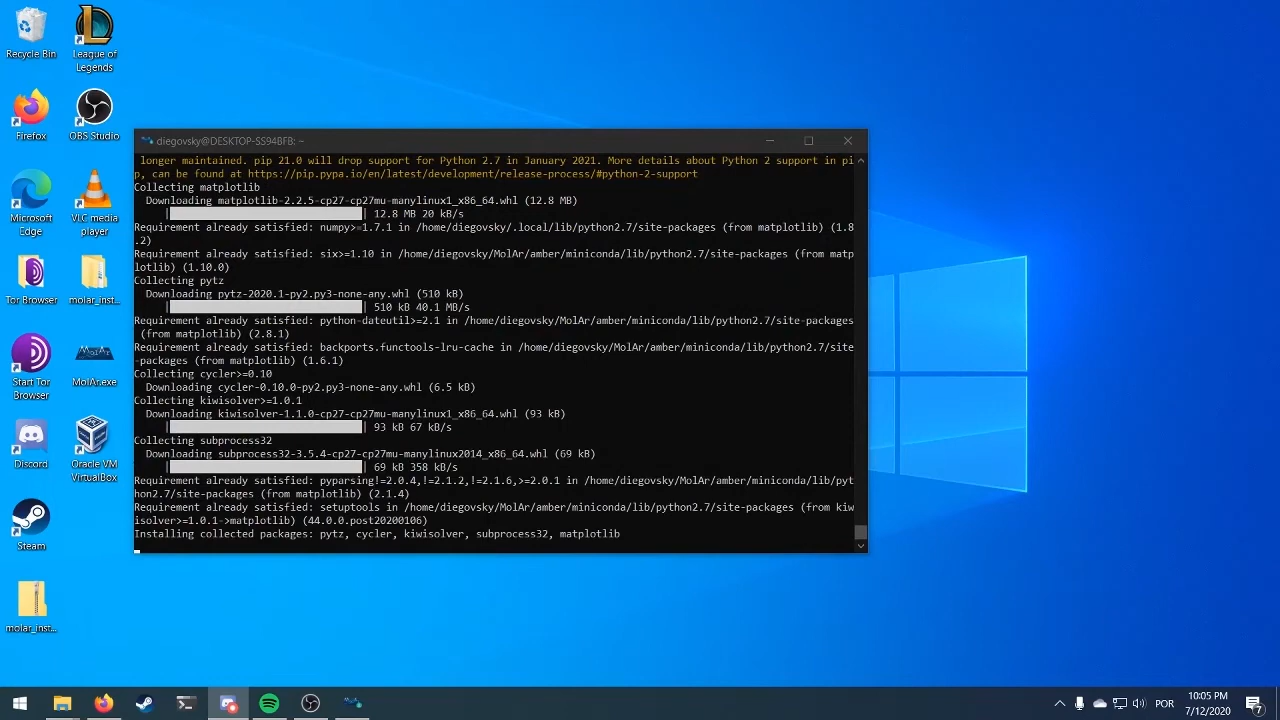 Recycle Bin
League of
Legends
Firefox
OBS Studio
Microsoft
Edge
VLC media
player
Tor Browser
molar_inst...
Start Tor
Browser
MolAr.exe
Discord
Oracle VM
VirtualBox
Steam
molar_inst...
diegovsky@DESKTOP-SS94BFB: ~
longer maintained. pip 21.0 will drop support for Python 2.7 in January 2021. More details about Python 2 support in pi
p, can be found at https://pip.pypa.io/en/latest/development/release-process/#python-2-support
Collecting matplotlib
Downloading matplotlib-2.2.5-cp27-cp27mu-manylinux1_x86_64.whl (12.8 MB)
| | 12.8 MB 20 kB/s
Requirement already satisfied: numpy>=1.7.1 in /home/diegovsky/.local/lib/python2.7/site-packages (from matplotlib) (1.8
.2)
Requirement already satisfied: six>=1.10 in /home/diegovsky/MolAr/amber/miniconda/lib/python2.7/site-packages (from matp
lotlib) (1.10.0)
Collecting pytz
Downloading pytz-2020.1-py2.py3-none-any.whl (510 kB)
| | 510 kB 40.1 MB/s
Requirement already satisfied: python-dateutil>=2.1 in /home/diegovsky/MolAr/amber/miniconda/lib/python2.7/site-packages
(from matplotlib) (2.8.1)
Requirement already satisfied: backports.functools-lru-cache in /home/diegovsky/MolAr/amber/miniconda/lib/python2.7/site
-packages (from matplotlib) (1.6.1)
Collecting cycler>=0.10
Downloading cycler-0.10.0-py2.py3-none-any.whl (6.5 kB)
Collecting kiwisolver>=1.0.1
Downloading kiwisolver-1.1.0-cp27-cp27mu-manylinux1_x86_64.whl (93 kB)
| | 93 kB 67 kB/s
Collecting subprocess32
Downloading subprocess32-3.5.4-cp27-cp27mu-manylinux2014_x86_64.whl (69 kB)
| | 69 kB 358 kB/s
Requirement already satisfied: pyparsing!=2.0.4,!=2.1.2,!=2.1.6,>=2.0.1 in /home/diegovsky/MolAr/amber/miniconda/lib/pyt
hon2.7/site-packages (from matplotlib) (2.1.4)
Requirement already satisfied: setuptools in /home/diegovsky/MolAr/amber/miniconda/lib/python2.7/site-packages (from kiw
isolver>=1.0.1->matplotlib) (44.0.0.post20200106)
Installing collected packages: pytz, cycler, kiwisolver, subprocess32, matplotlib
POR
10:05 PM
7/12/2020
7